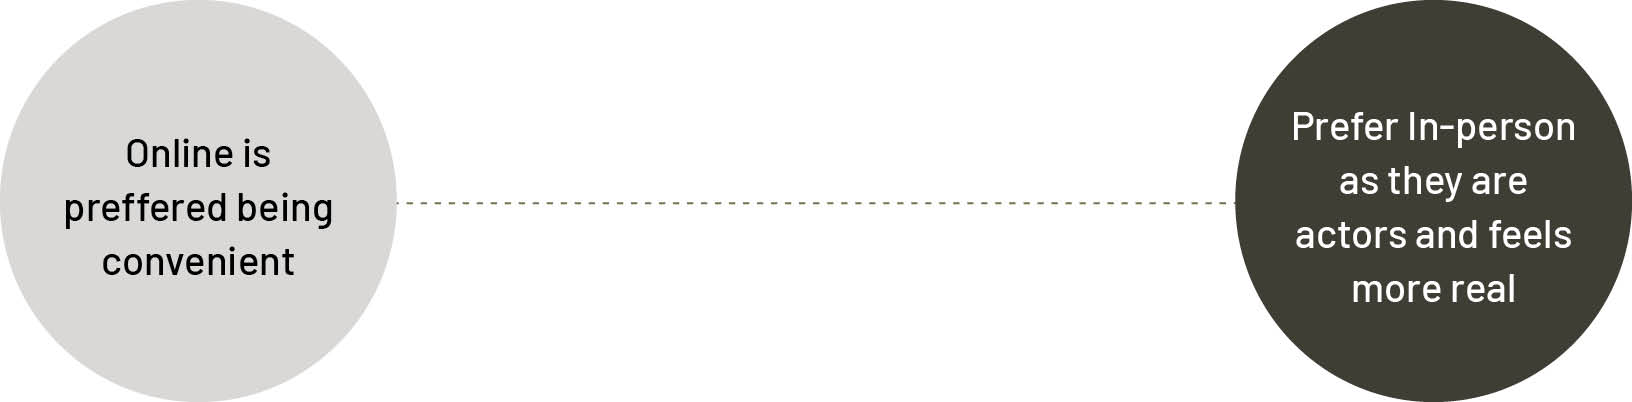 Online is
preffered being
convenient
Prefer In-person
as they are
actors and feels
more real